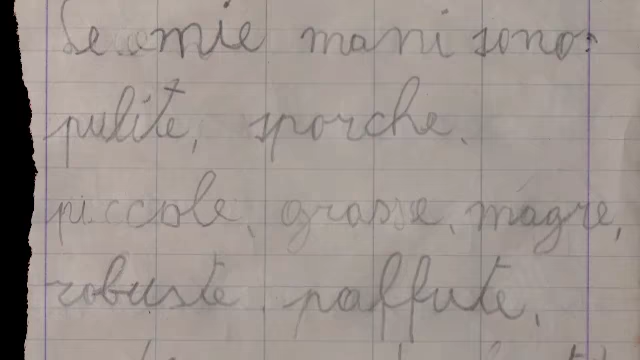 Le mie mani sono:
pulite, sporche,
piccole, grasse, magre,
robuste, paffute,